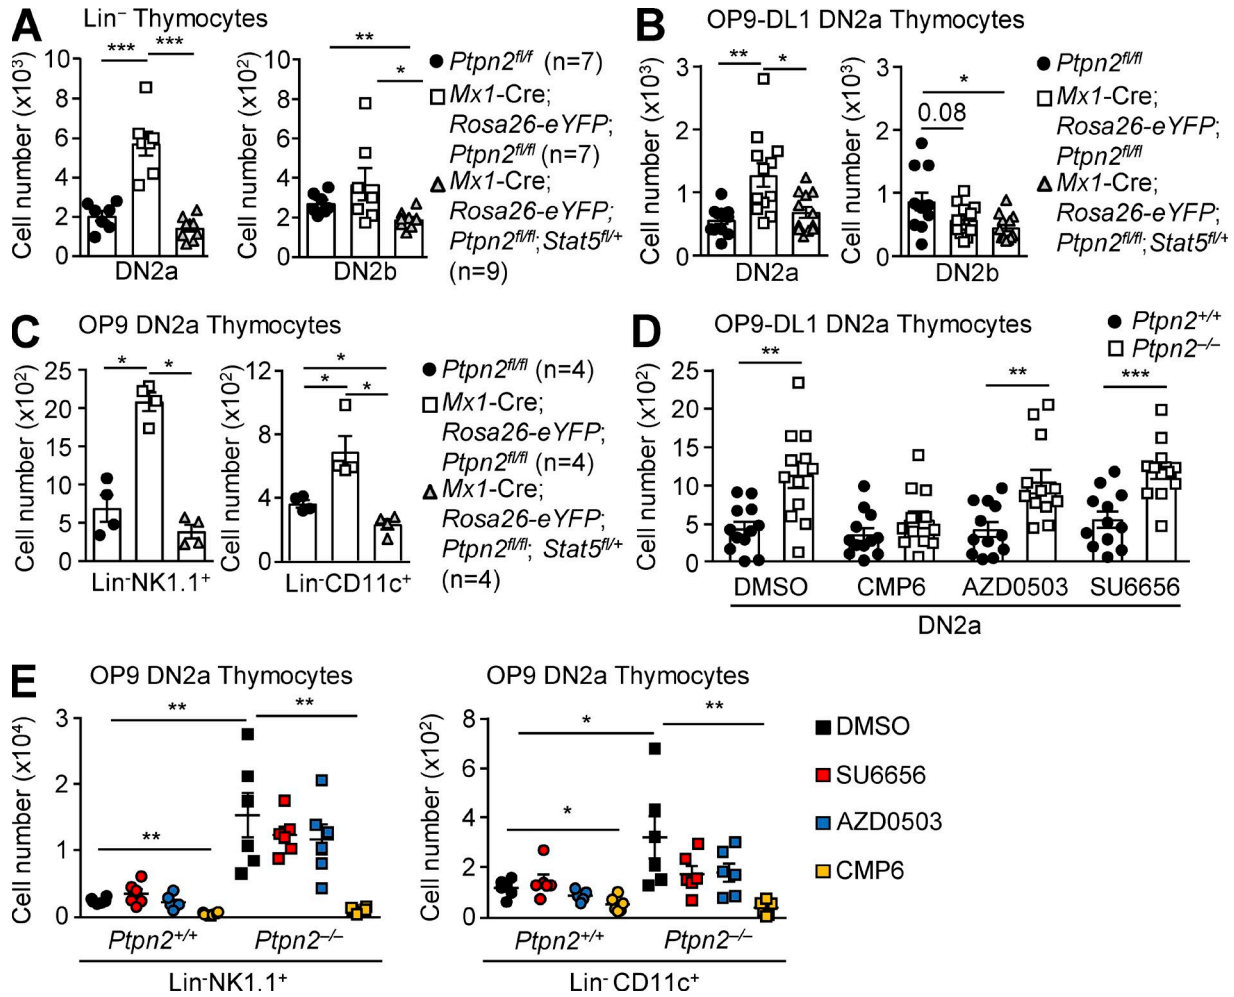 A
Lin– Thymocytes
Cell number (x10³)
10
8
6
4
2
0
*** ***
DN2a
Cell number (x10²)
10
8
6
4
2
0
**
*
DN2b
Ptpn2fl/f (n=7)
Mx1-Cre;
Rosa26-eYFP;
Ptpn2fl/fl (n=7)
Mx1-Cre;
Rosa26-eYFP;
Ptpn2fl/fl;Stat5fl/+
(n=9)
B
OP9-DL1 DN2a Thymocytes
Cell number (x10³)
3
2
1
0
** *
DN2a
Cell number (x10³)
3
2
1
0
*
0.08
DN2b
Ptpn2fl/fl
Mx1-Cre;
Rosa26-eYFP;
Ptpn2fl/fl
Mx1-Cre;
Rosa26-eYFP;
Ptpn2fl/fl;Stat5fl/+
C
OP9 DN2a Thymocytes
Cell number (x10²)
25
20
15
10
5
0
* *
Lin-NK1.1+
Cell number (x10²)
12
8
4
0
*
* *
Lin-CD11c+
Ptpn2fl/fl (n=4)
Mx1-Cre;
Rosa26-eYFP;
Ptpn2fl/fl (n=4)
Mx1-Cre;
Rosa26-eYFP;
Ptpn2fl/fl; Stat5fl/+
(n=4)
D
OP9-DL1 DN2a Thymocytes
Ptpn2+/+
Ptpn2–/–
Cell number (x10²)
25
20
15
10
5
0
** ** ***
DMSO CMP6 AZD0503 SU6656
DN2a
E
OP9 DN2a Thymocytes
Cell number (x10⁴)
3
2
1
0
** **
**
Ptpn2+/+ Ptpn2–/–
Lin-NK1.1+
OP9 DN2a Thymocytes
Cell number (x10²)
8
6
4
2
0
* **
*
Ptpn2+/+ Ptpn2–/–
Lin- CD11c+
DMSO
SU6656
AZD0503
CMP6